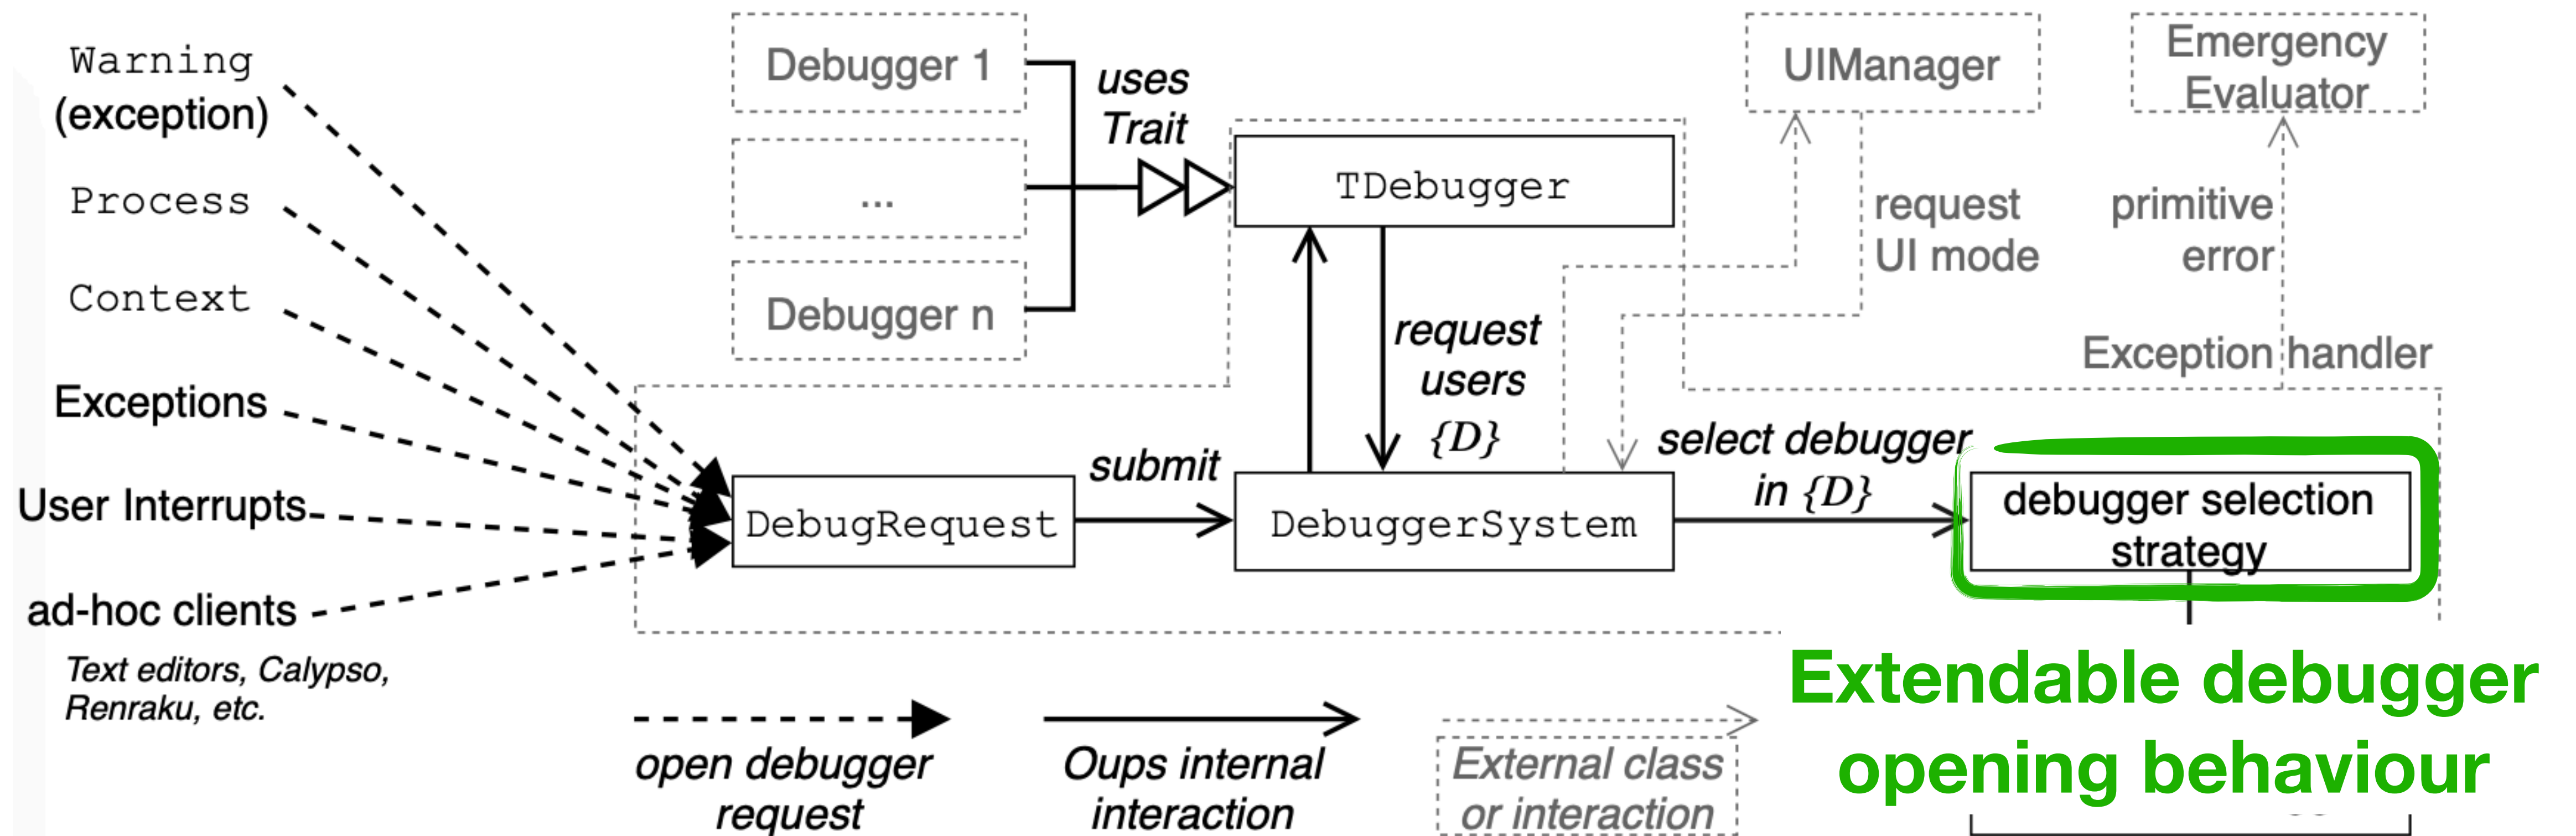 Warning
(exception)
Process
Context
Exceptions
User Interrupts
ad-hoc clients
Text editors, Calypso,
Renraku, etc.
Debugger 1
...
Debugger n
uses
Trait
TDebugger
request
users
{D}
UIManager
request
UI mode
Emergency
Evaluator
primitive
error
Exception handler
DebugRequest
submit
DebuggerSystem
select debugger
in {D}
debugger selection
strategy
open debugger
request
Oups internal
interaction
External class
or interaction
Extendable debugger
opening behaviour